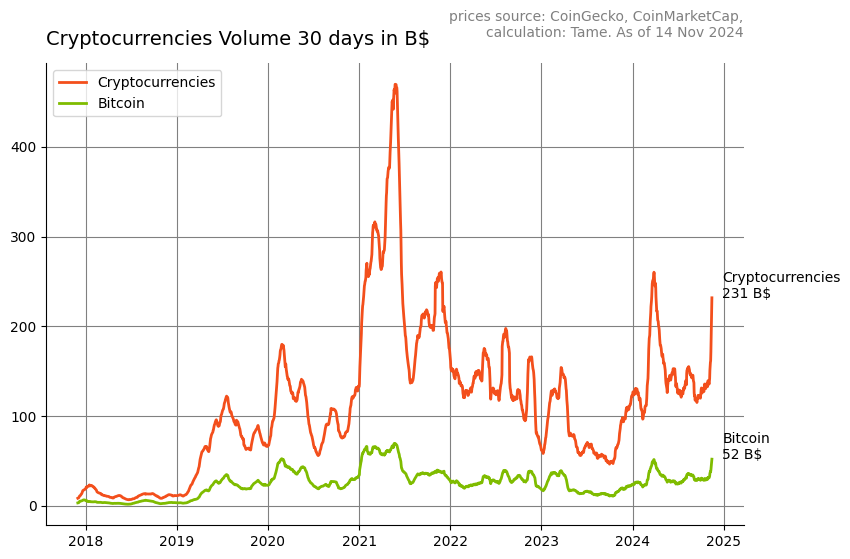 prices source: CoinGecko, CoinMarketCap,
calculation: Tame. As of 14 Nov 2024
Cryptocurrencies Volume 30 days in B$
Cryptocurrencies
Bitcoin
400
300
200
100
0
Cryptocurrencies
231 B$
Bitcoin
52 B$
2018 2019 2020 2021 2022 2023 2024 2025